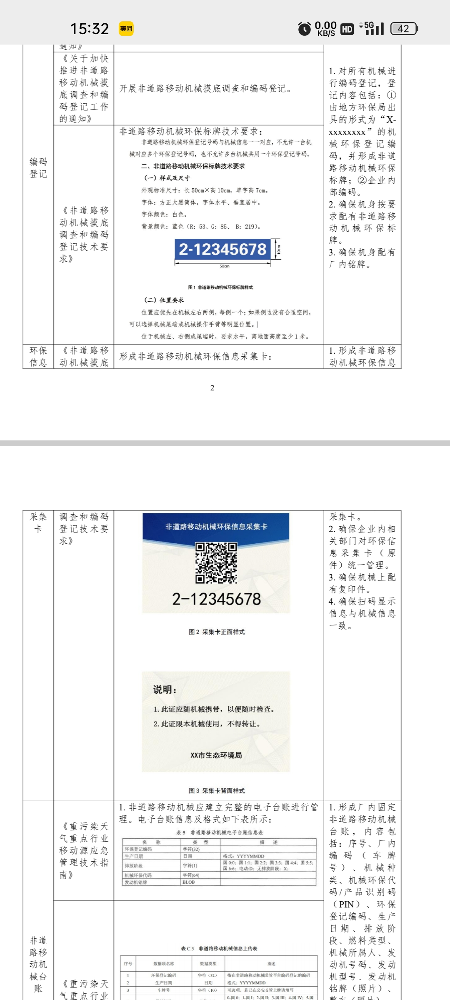 15:32 美团 0.00 KB/S HD 5G 42
通知》
《关于加快
推进非道路
移动机械摸
底调查和编
码登记工作
的通知》
开展非道路移动机械摸底调查和编码登记。
编码
登记
《非道路移
动机械摸底
调查和编码
登记技术要
求》
非道路移动机械环保标牌技术要求：
非道路移动机械环保登记号码与机械信息一一对应，不允许一台机
械对应多个环保登记号码，也不允许多台机械共用一个环保登记号码。
二、非道路移动机械环保标牌技术要求
（一）样式及尺寸
外观标准尺寸：长 50cm×高 10cm，单字高 7cm。
字体：方正大黑简体，字体水平、垂直居中。
字体颜色：白色。
背景颜色：蓝色（R：53、G：85、 B：219）。
2-12345678
10cm
50cm
图 1 非道路移动机械环保标牌样式
（二）位置要求
位置应优先在机械左右两侧，每侧一个；如果侧边没有合适空间，
可以选择机械尾端或机械操作手臂等明显位置。
位于机械左、右侧或尾端时，要求水平，离地面高度至少 1 米。
1. 对所有机械进
行编码登记，登
记内容包括：①
由地方环保局出
具的形式为“X-
xxxxxxxx”的机
械环保登记编
码，并形成非道
路移动机械环保
标牌；②企业内
部编码。
2. 确保机身按要
求配有非道路移
动机械环保标
牌。
3. 确保机身配有
厂内铭牌。
环保
信息
《非道路移
动机械摸底
形成非道路移动机械环保信息采集卡：
1. 形成非道路移
动机械环保信息
2
采集
卡
调查和编码
登记技术要
求》
非道路移动机械环保信息采集卡
2-12345678
图 2 采集卡正面样式
说明：
1. 此证应随机械携带，以便随时检查。
2. 此证限本机械使用，不得转让。
XX市生态环境局
图 3 采集卡背面样式
采集卡。
2. 确保企业内相
关部门对环保信
息采集卡（原
件）统一管理。
3. 确保机械上配
有复印件。
4. 确保扫码显示
信息与机械信息
一致。
非道
路移
动机
械台
账
《重污染天
气重点行业
移动源应急
管理技术指
南》
1. 非道路移动机械应建立完整的电子台账进行管
理。电子台账信息及格式如下表所示：
表 5 非道路移动机械电子台账信息表
名 称 类 型 描 述
环保登记编码 字符(32)
生产日期 日期 格式：YYYYMMDD
排放阶段 字符(1) 国 0:0；国 1:1；国 2:2；国 3:3；国 4:4；国 5:5；
国 6:6；电动:D；无排放阶段：X；
机械环保代码 字符(64)
发动机铭牌 BLOB
《重污染天
气重点行业
表 C.5 非道路移动机械信息上传表
序号 数据项名称 数据类型 描述
1 环保登记编码 字符（32） 指在非道路移动机械监管平台编码登记的编码
2 生产日期 日期 格式：YYYYMMDD
3 车牌号 字符（10） 可选项，若已在公安交管上牌请填写
0-国 0；1-国 I；2-国 II；3-国 III；4-国 IV；5-国
1. 形成厂内固定
非道路移动机械
台账，内容包
括：序号、厂内
编码（车牌
号）、机械种
类、机械环保代
码/产品识别码
（PIN）、环保
登记编码、生产
日期、排放阶
段、燃料类型、
机械所属人、发
动机号码、发动
机型号、发动机
铭牌（照片）、
整车（照片）